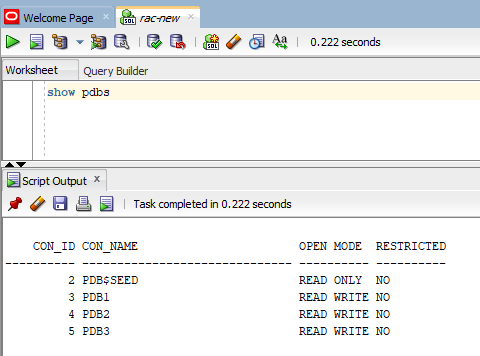 Welcome Page rac-new
SQL 0.222 seconds
Worksheet Query Builder
show pdbs
Script Output
Task completed in 0.222 seconds
CON_ID CON_NAME OPEN MODE RESTRICTED
---------- ------------------------------ ---------- ----------
2 PDB$SEED READ ONLY NO
3 PDB1 READ WRITE NO
4 PDB2 READ WRITE NO
5 PDB3 READ WRITE NO